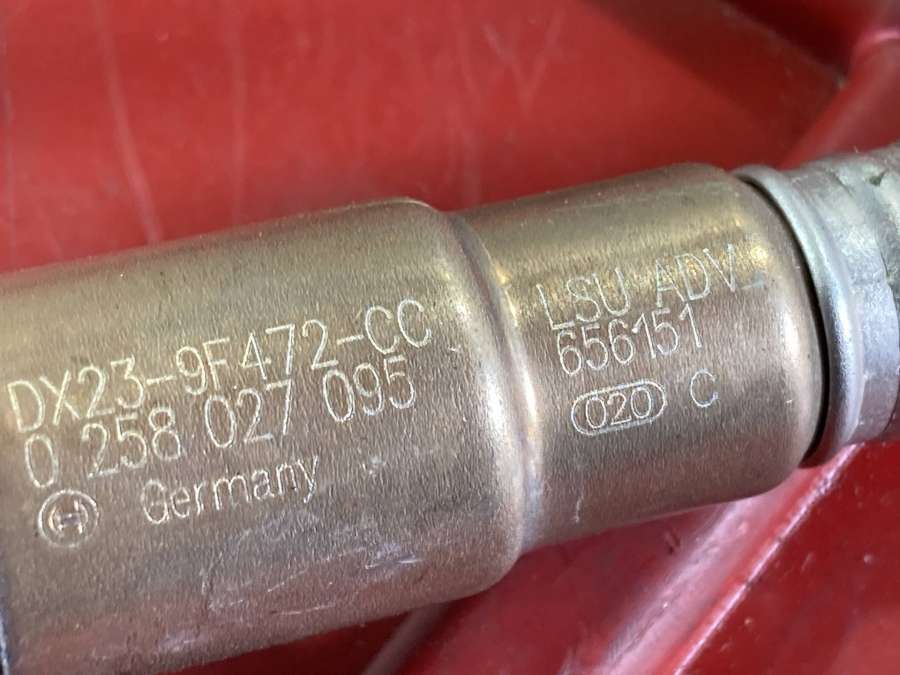 DX23-9F472-CC
0 258 027 095
Germany
LSU ADV
656151
020 C